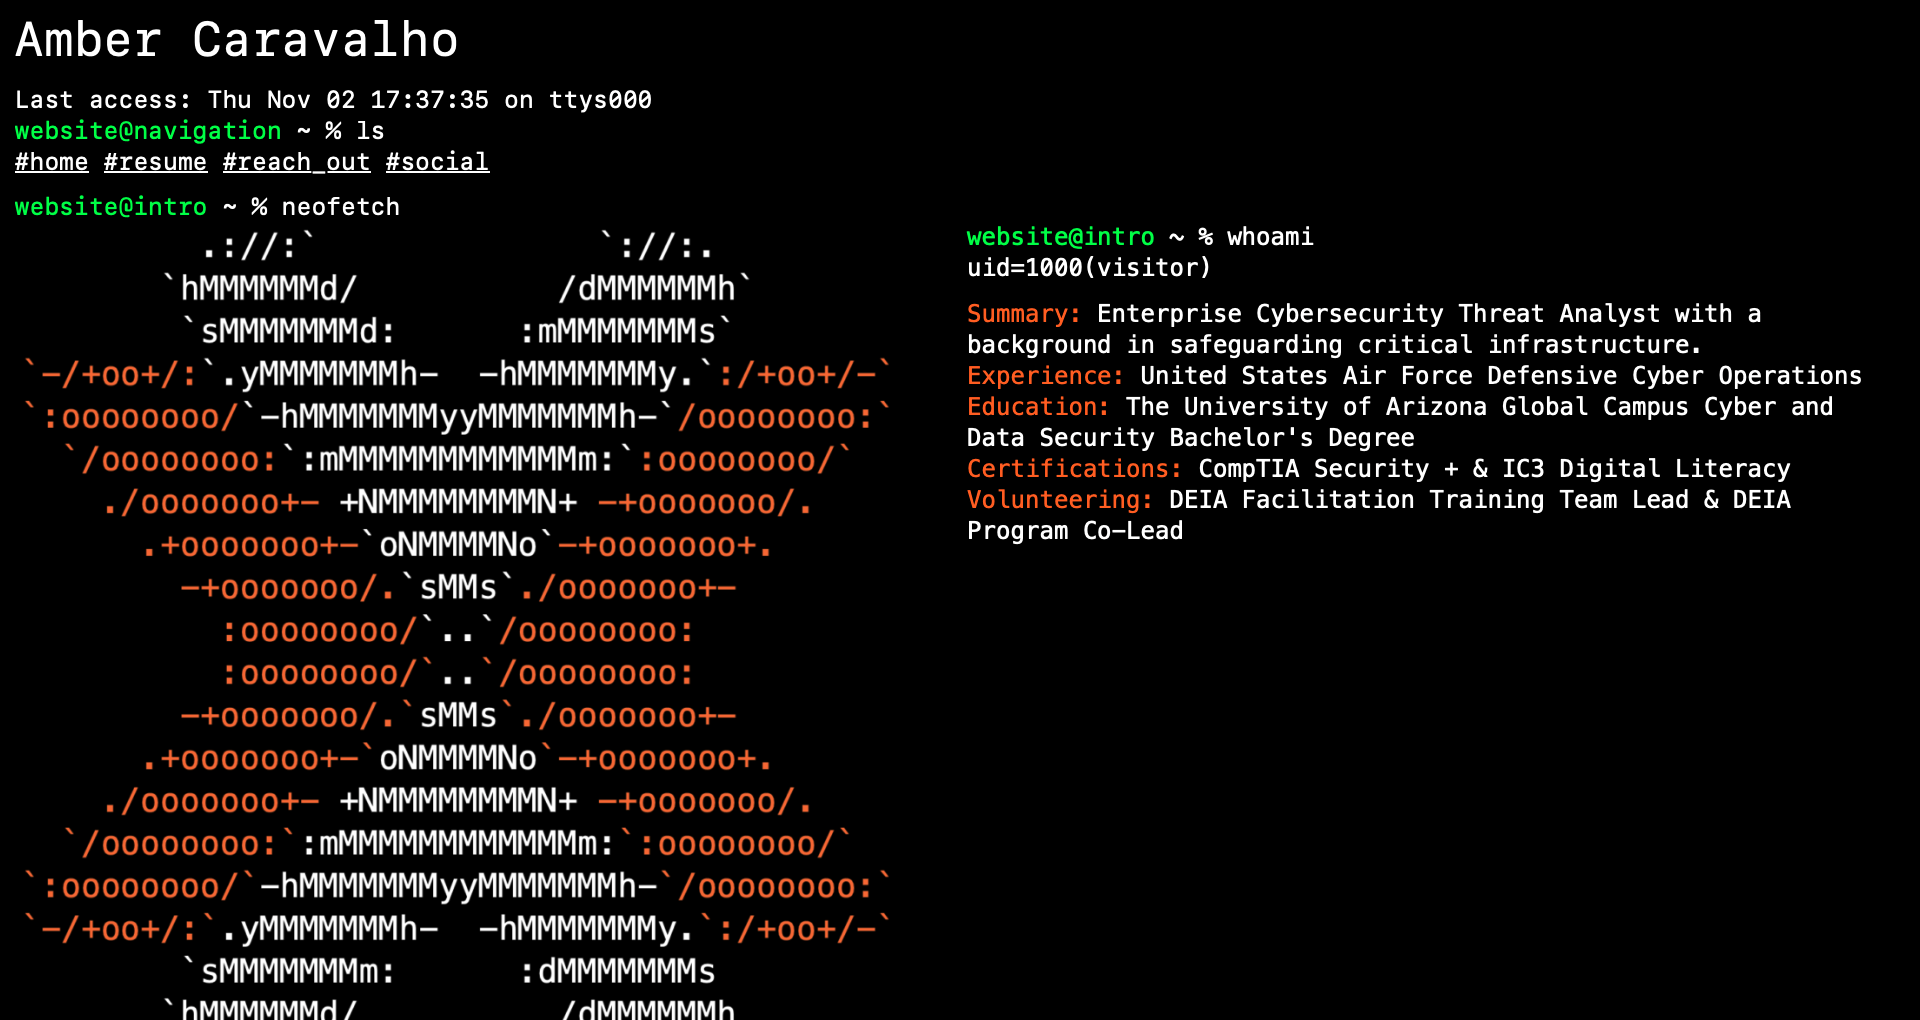 Amber Caravalho
Last access: Thu Nov 02 17:37:35 on ttys000
website@navigation ~ % ls
#home #resume #reach_out #social
website@intro ~ % neofetch
.://:`                             `://:.
`hMMMMMMd/                     /dMMMMMMh`
`sMMMMMMMd:             :mMMMMMMMs`
`-/+oo+/:`.yMMMMMMMh-  -hMMMMMMMy.`:/+oo+/-`
`:oooooooo/`-hMMMMMMMyyMMMMMMMh-`/oooooooo:`
`/oooooooo:`:mMMMMMMMMMMMMm:`:oooooooo/`
./ooooooo+- +NMMMMMMMMN+ -+ooooooo/.
.+ooooooo+-`oNMMMMNo`-+ooooooo+.
-+ooooooo/.`sMMs`./ooooooo+-
:oooooooo/`..`/oooooooo:
:oooooooo/`..`/oooooooo:
-+ooooooo/.`sMMs`./ooooooo+-
.+ooooooo+-`oNMMMMNo`-+ooooooo+.
./ooooooo+- +NMMMMMMMMN+ -+ooooooo/.
`/oooooooo:`:mMMMMMMMMMMMMm:`:oooooooo/`
`:oooooooo/`-hMMMMMMMyyMMMMMMMh-`/oooooooo:`
`-/+oo+/:`.yMMMMMMMh-  -hMMMMMMMy.`:/+oo+/-`
`sMMMMMMMm:             :dMMMMMMMs
`hMMMMMMd/                     /dMMMMMMh
website@intro ~ % whoami
uid=1000(visitor)
Summary: Enterprise Cybersecurity Threat Analyst with a
background in safeguarding critical infrastructure.
Experience: United States Air Force Defensive Cyber Operations
Education: The University of Arizona Global Campus Cyber and
Data Security Bachelor's Degree
Certifications: CompTIA Security + & IC3 Digital Literacy
Volunteering: DEIA Facilitation Training Team Lead & DEIA
Program Co-Lead